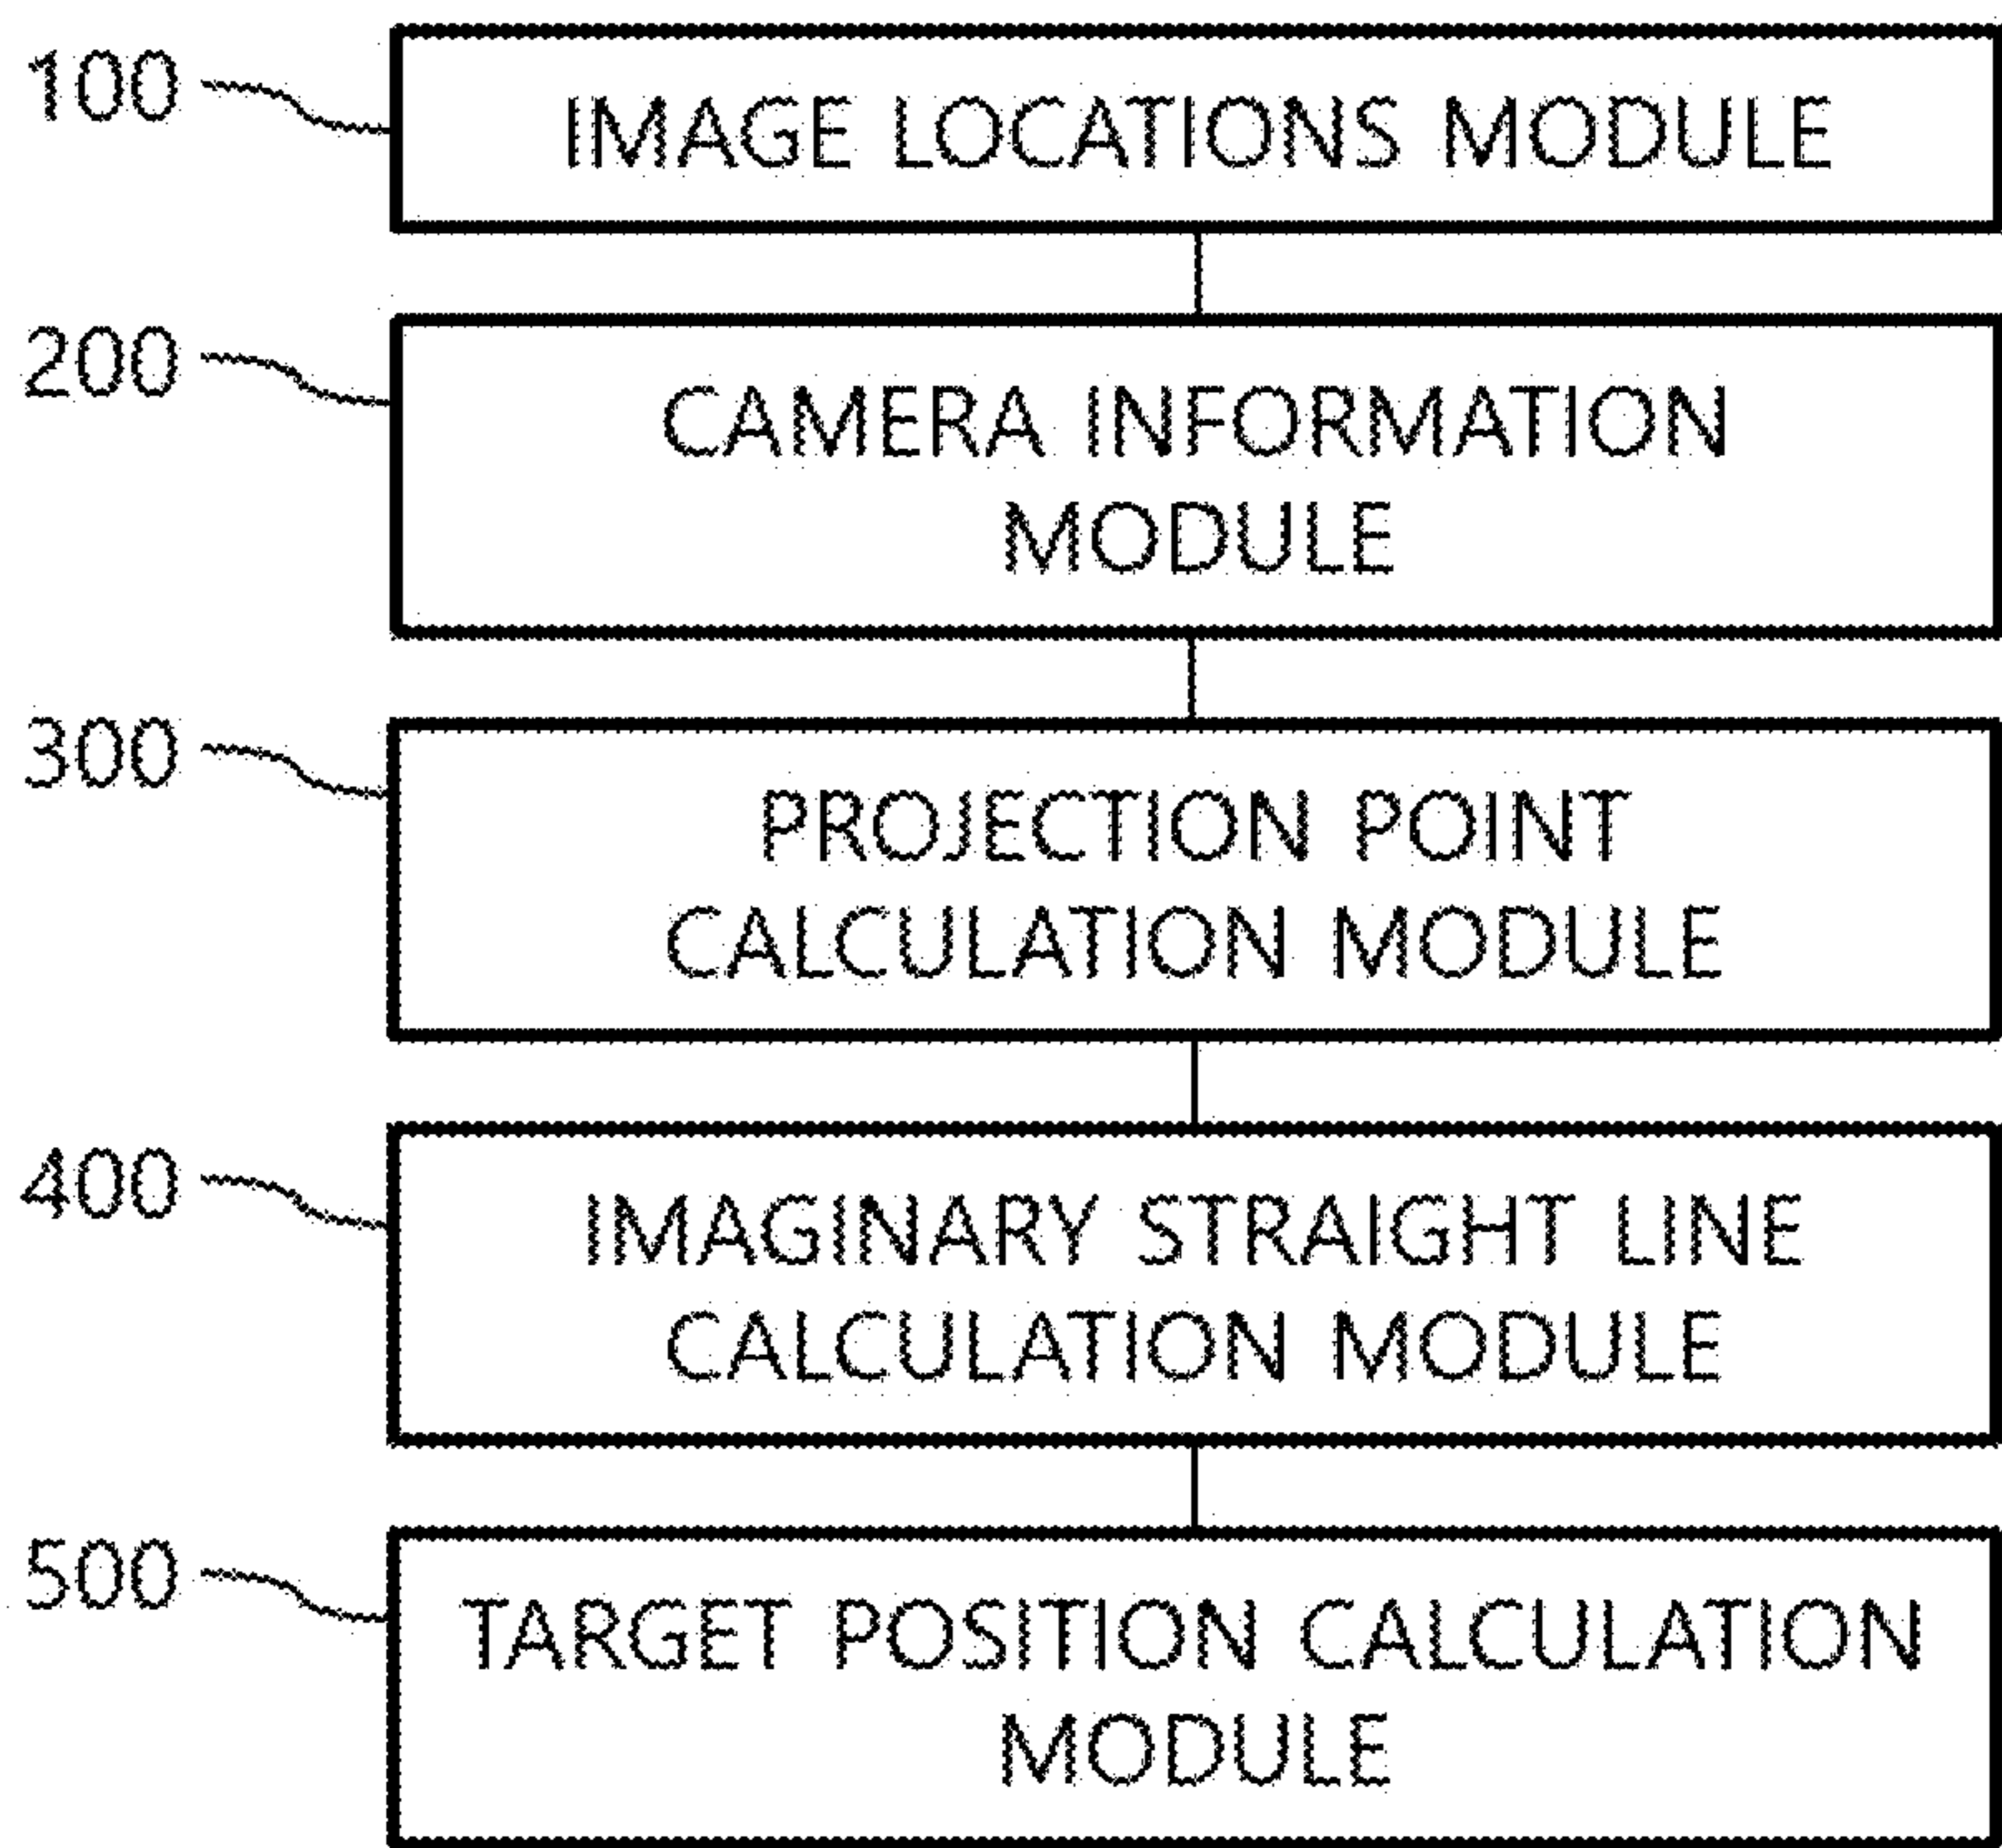 100
IMAGE LOCATIONS MODULE
200
CAMERA INFORMATION
MODULE
300
PROJECTION POINT
CALCULATION MODULE
400
IMAGINARY STRAIGHT LINE
CALCULATION MODULE
500
TARGET POSITION CALCULATION
MODULE